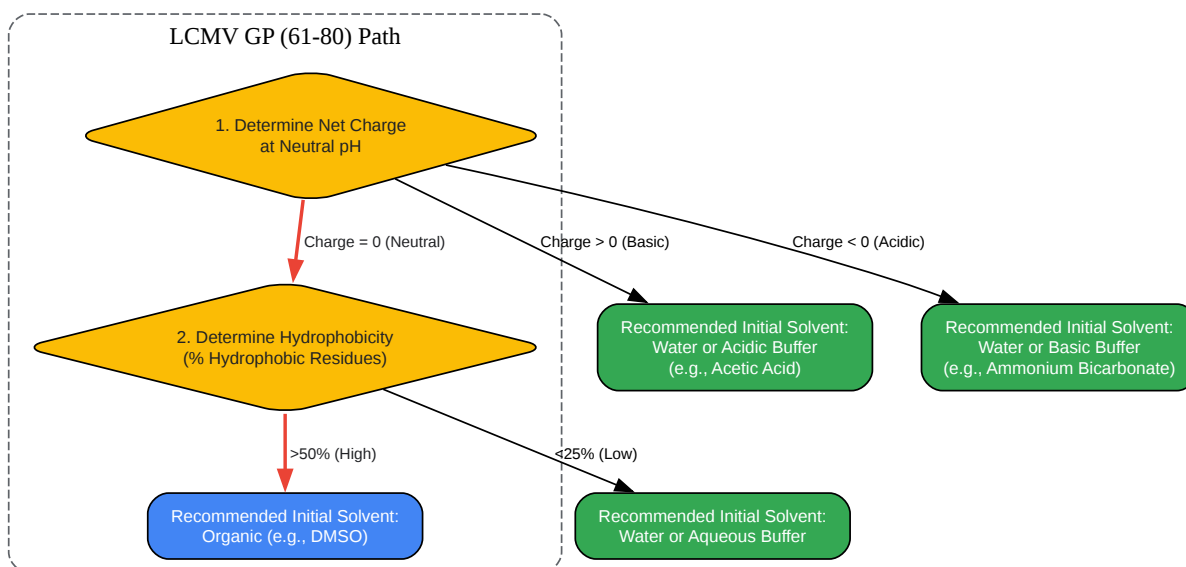 LCMV GP (61-80) Path
1. Determine Net Charge
at Neutral pH
Charge = 0 (Neutral)
Charge > 0 (Basic)
Charge < 0 (Acidic)
2. Determine Hydrophobicity
(% Hydrophobic Residues)
Recommended Initial Solvent:
Water or Acidic Buffer
(e.g., Acetic Acid)
Recommended Initial Solvent:
Water or Basic Buffer
(e.g., Ammonium Bicarbonate)
>50% (High)
<25% (Low)
Recommended Initial Solvent:
Organic (e.g., DMSO)
Recommended Initial Solvent:
Water or Aqueous Buffer